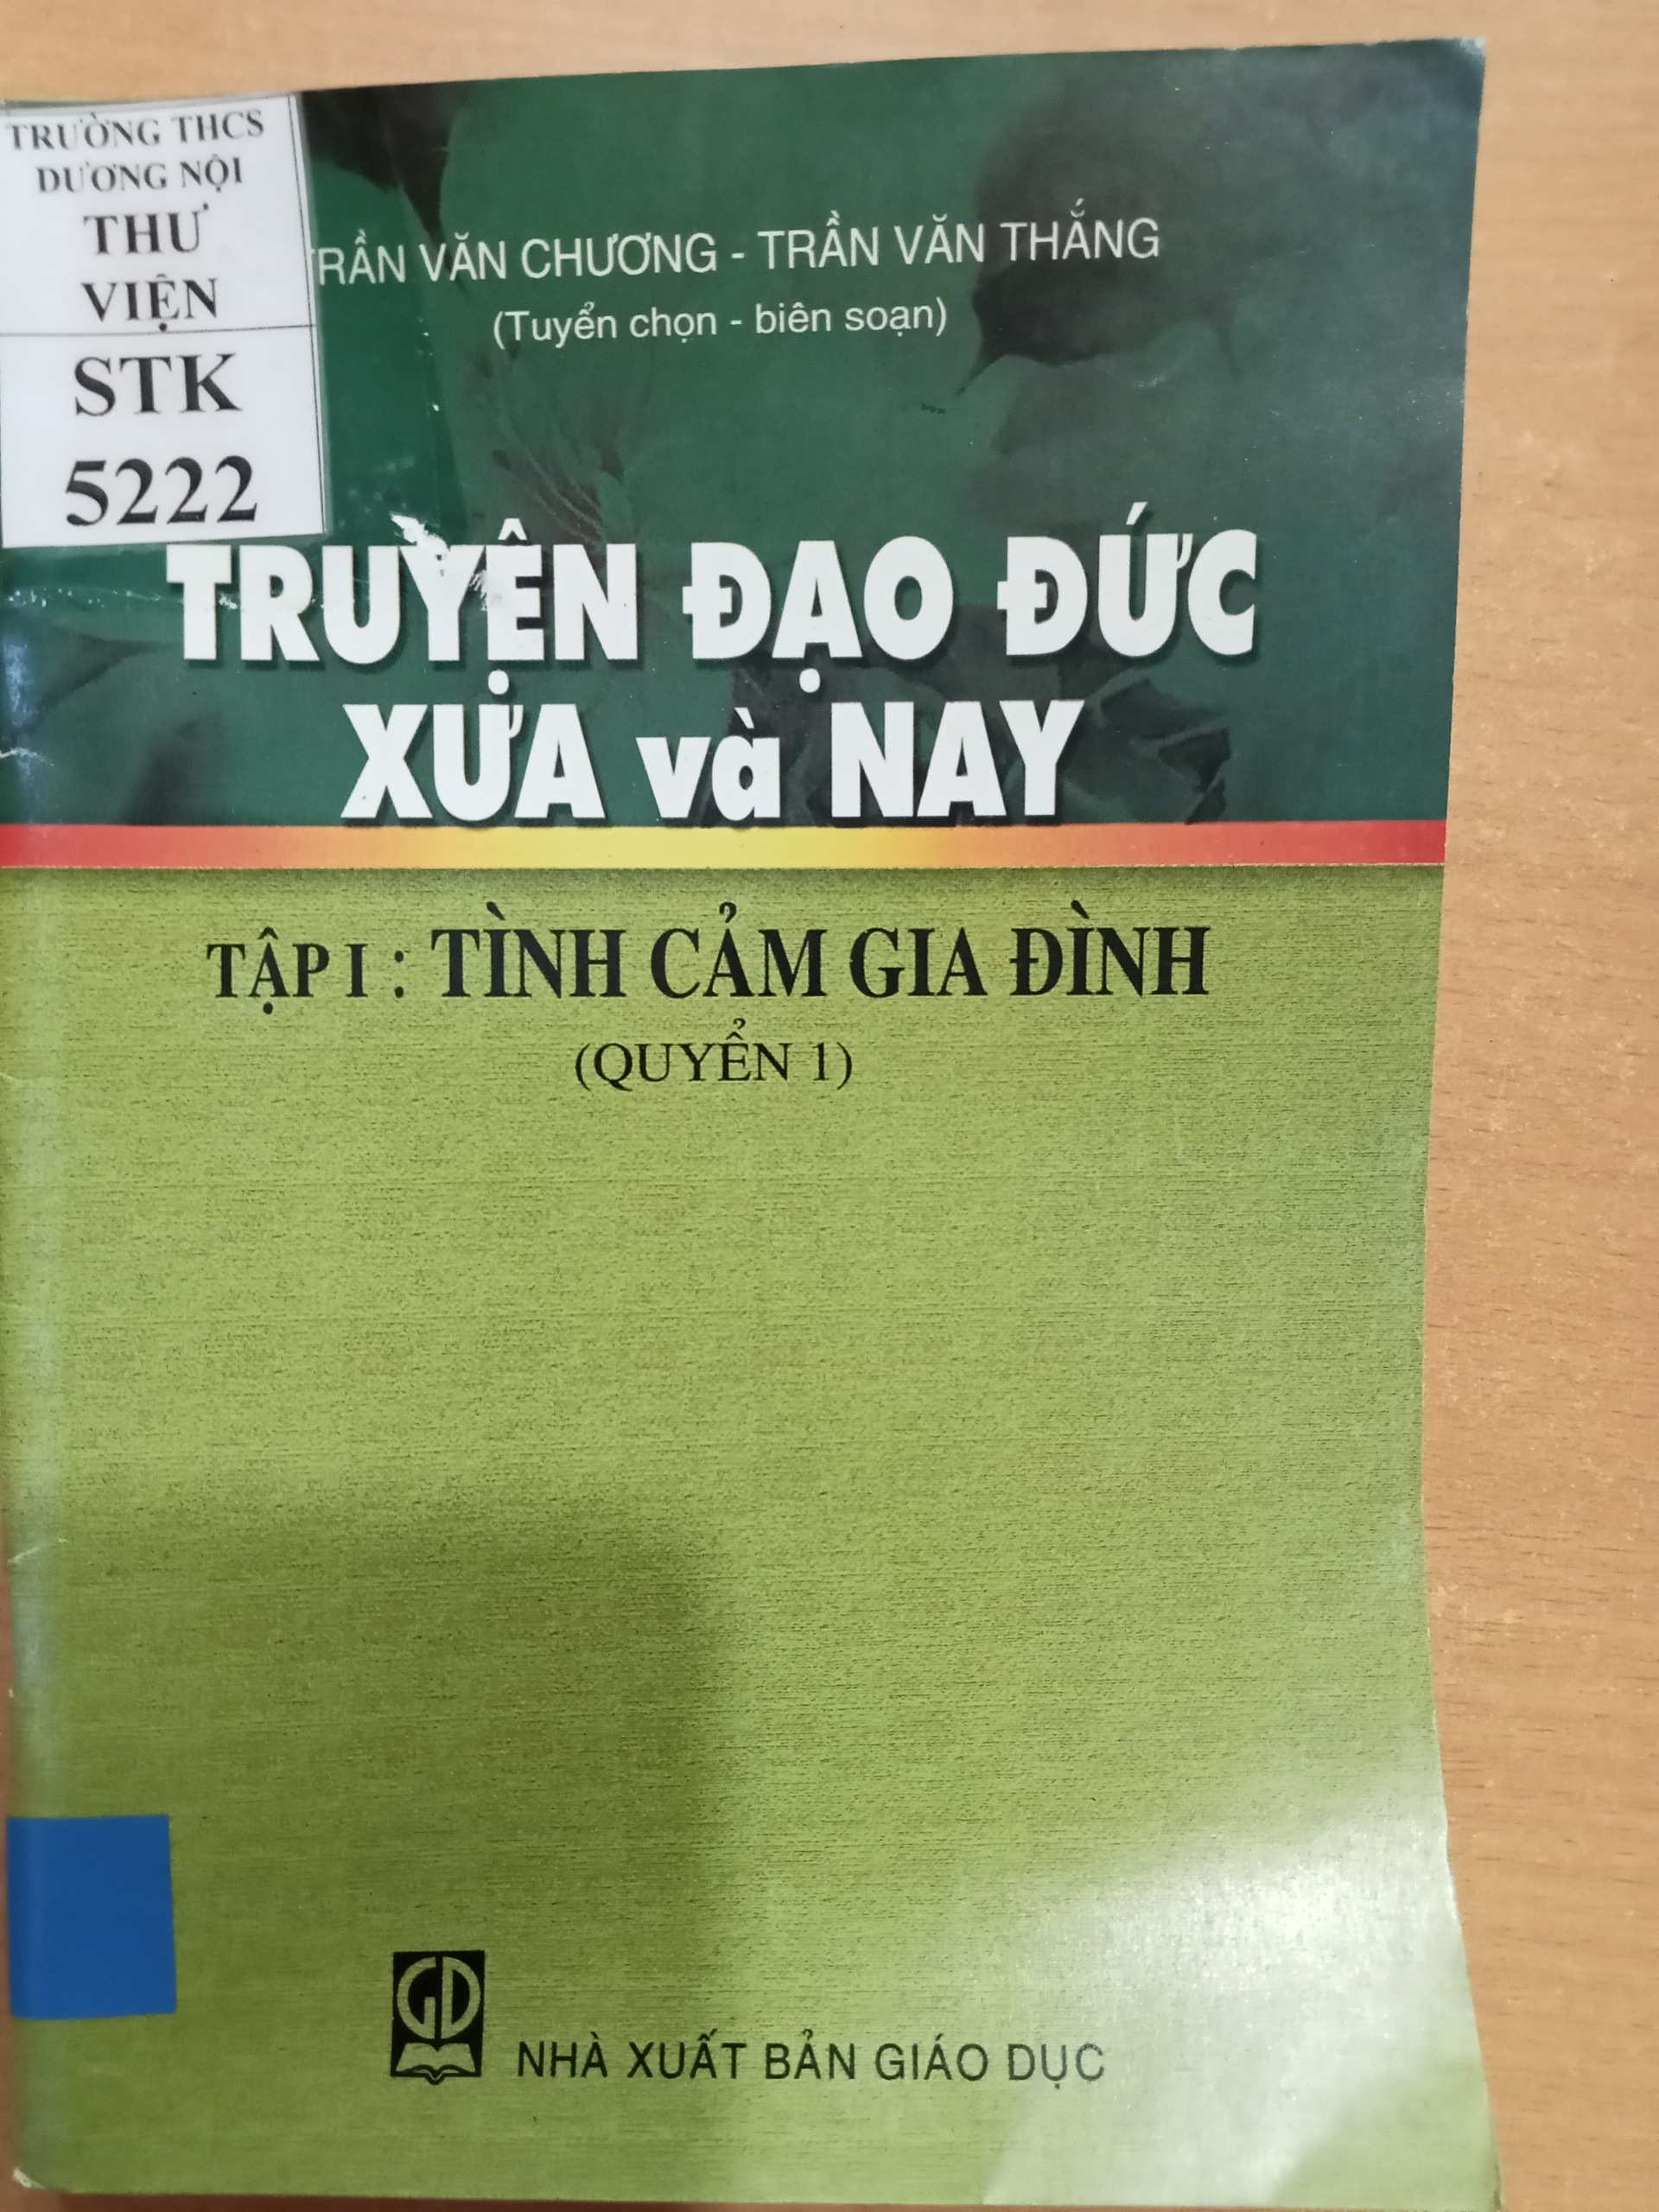 TRƯỜNG THCS
DƯƠNG NỘI
THƯ
VIỆN
STK
5222
TRẦN VĂN CHƯƠNG - TRẦN VĂN THẮNG
(Tuyển chọn - biên soạn)
TRUYỆN ĐẠO ĐỨC
XƯA và NAY
TẬP I : TÌNH CẢM GIA ĐÌNH
(QUYỂN 1)
GD
NHÀ XUẤT BẢN GIÁO DỤC